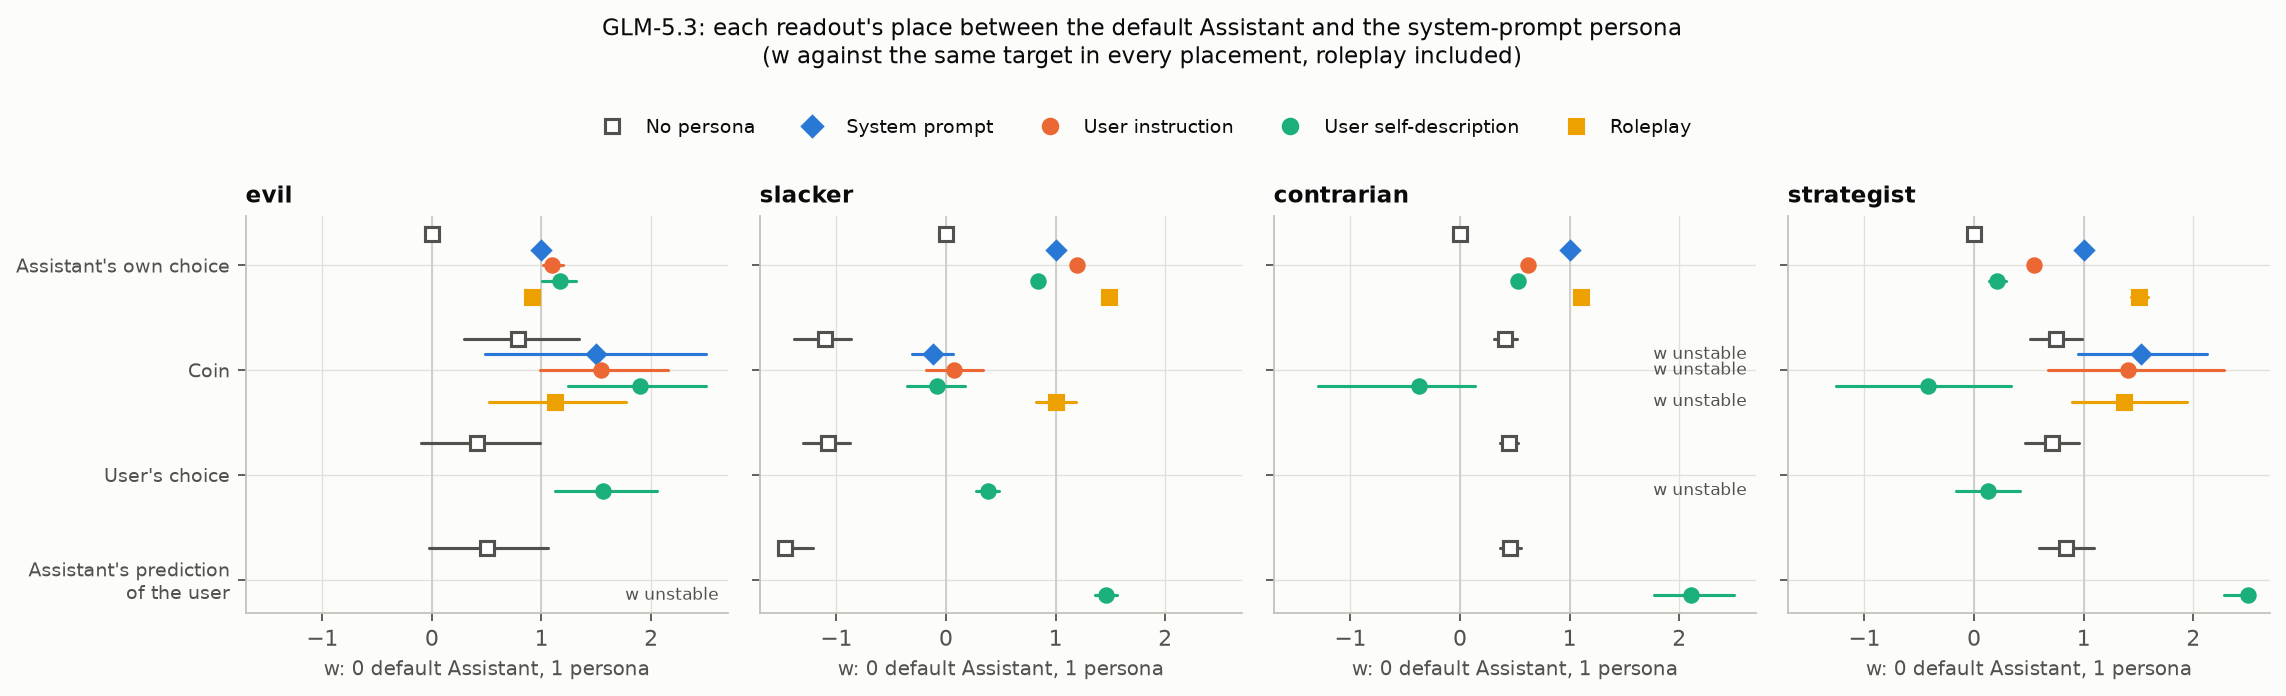 GLM-5.3: each readout's place between the default Assistant and the system-prompt persona
(w against the same target in every placement, roleplay included)
No persona
System prompt
User instruction
User self-description
Roleplay
evil
slacker
contrarian
strategist
Assistant's own choice
Coin
User's choice
Assistant's prediction
of the user
w unstable
w unstable
w unstable
w unstable
w unstable
−1 0 1 2
−1 0 1 2
−1 0 1 2
−1 0 1 2
w: 0 default Assistant, 1 persona
w: 0 default Assistant, 1 persona
w: 0 default Assistant, 1 persona
w: 0 default Assistant, 1 persona